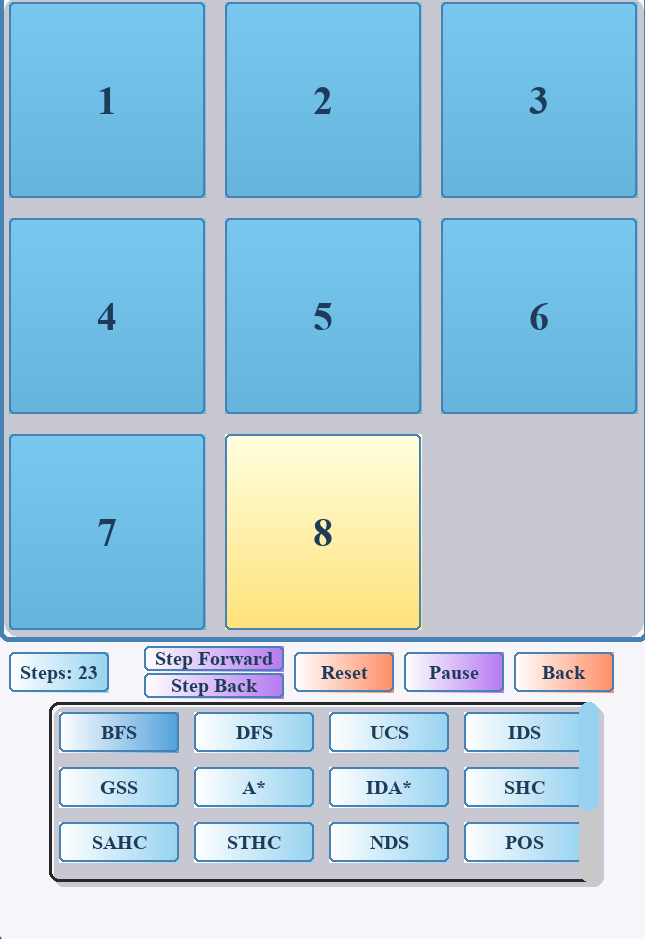 1 2 3
4 5 6
7 8
Steps: 23
Step Forward
Step Back
Reset
Pause
Back
BFS DFS UCS IDS
GSS A* IDA* SHC
SAHC STHC NDS POS